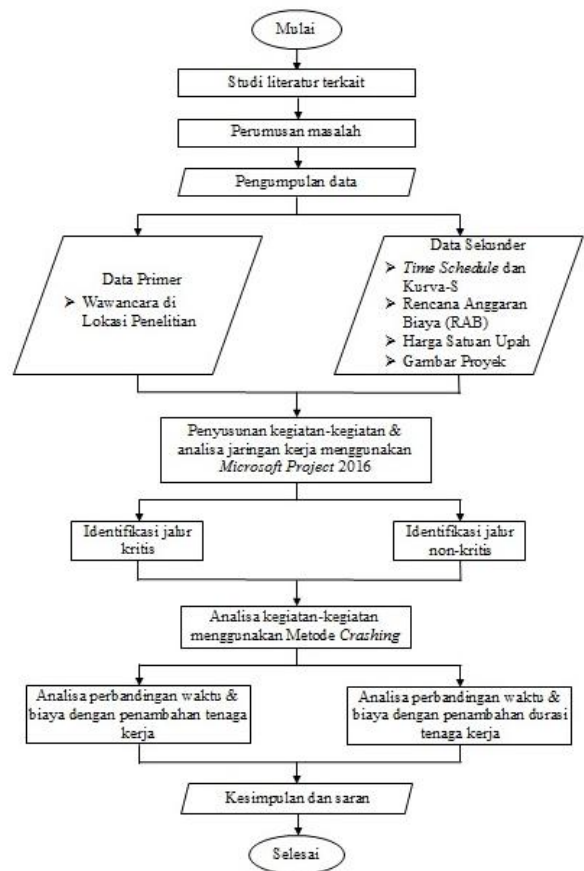 Mulai
Studi literatur terkait
Perumusan masalah
Pengumpulan data
Data Primer
➢ Wawancara di
Lokasi Penelitian
Data Sekunder
➢ Time Schedule dan
Kurva-S
➢ Rencana Anggaran
Biaya (RAB)
➢ Harga Satuan Upah
➢ Gambar Proyek
Penyusunan kegiatan-kegiatan &
analisa jaringan kerja menggunakan
Microsoft Project 2016
Identifikasi jalur
kritis
Identifikasi jalur
non-kritis
Analisa kegiatan-kegiatan
menggunakan Metode Crashing
Analisa perbandingan waktu &
biaya dengan penambahan tenaga
kerja
Analisa perbandingan waktu &
biaya dengan penambahan durasi
tenaga kerja
Kesimpulan dan saran
Selesai